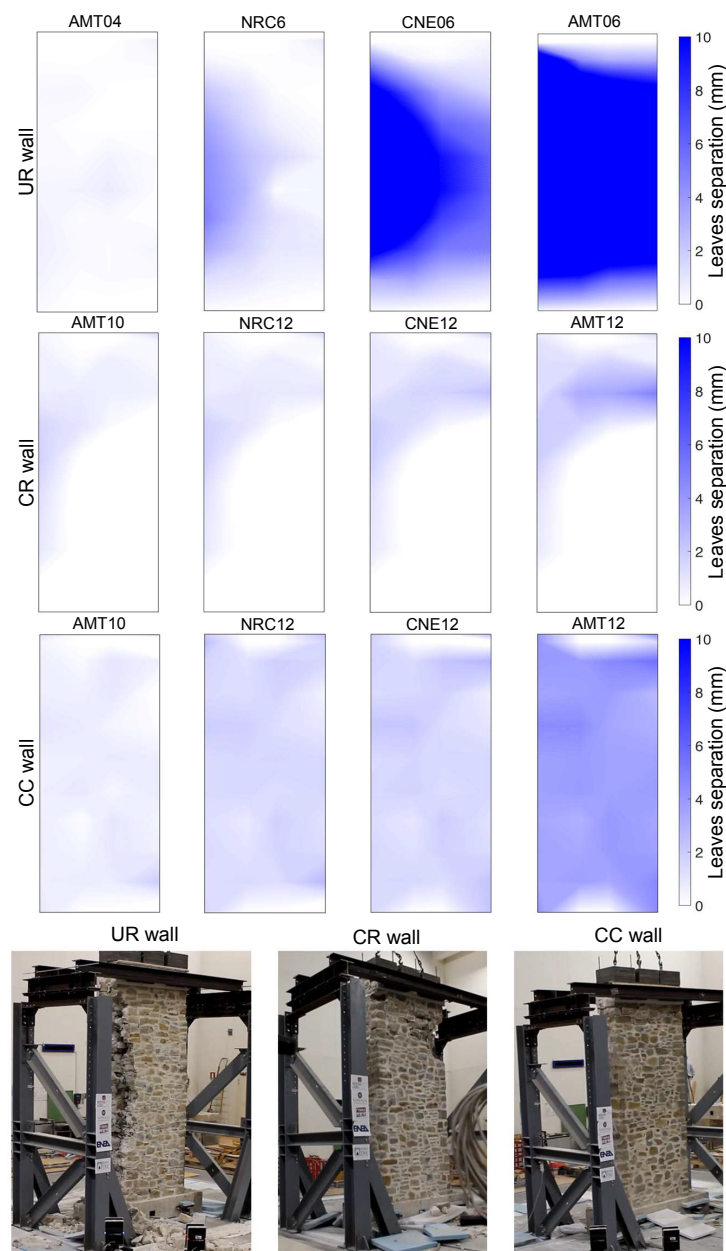 AMT04 NRC6 CNE06 AMT06
UR wall
10
8
6
4
2
0
Leaves separation (mm)
AMT10 NRC12 CNE12 AMT12
CR wall
10
8
6
4
2
0
Leaves separation (mm)
AMT10 NRC12 CNE12 AMT12
CC wall
10
8
6
4
2
0
Leaves separation (mm)
UR wall CR wall CC wall
ENEA